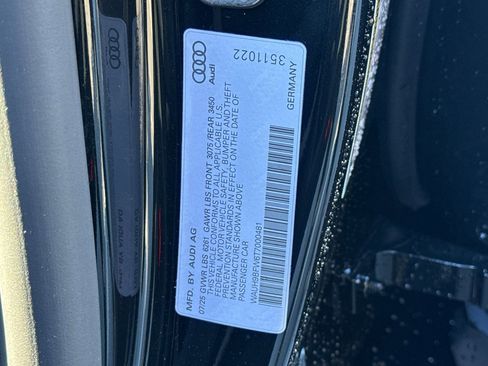 MFD. BY AUDI AG
07/25 GVWR LBS 6261 GAWR LBS FRONT 3075 /REAR 3450
THIS VEHICLE CONFORMS TO ALL APPLICABLE U.S.
FEDERAL MOTOR VEHICLE SAFETY, BUMPER AND THEFT
PREVENTION STANDARDS IN EFFECT ON THE DATE OF
MANUFACTURE SHOWN ABOVE
PASSENGER CAR
WAUH9BFW6T7000481
GERMANY
Audi
3511022